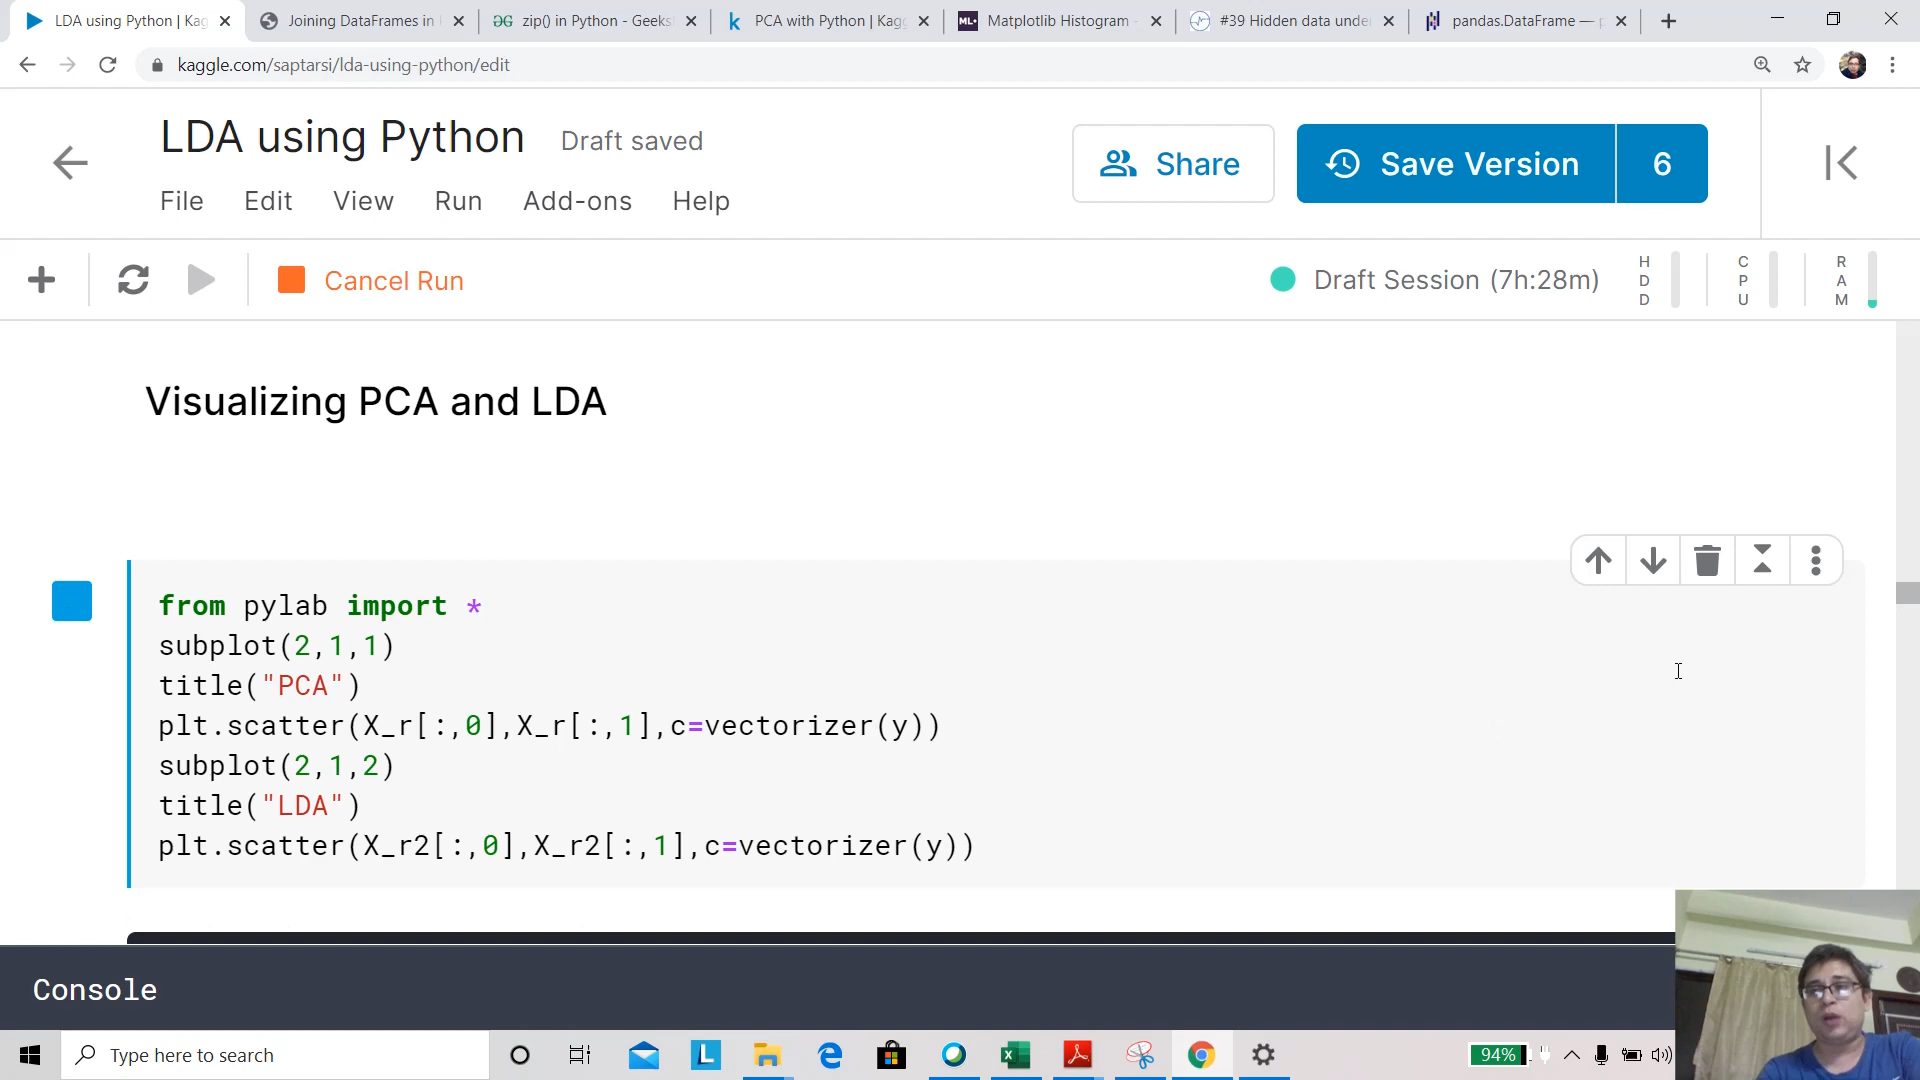 LDA using Python | Kag
Joining DataFrames in
zip() in Python - Geeks
PCA with Python | Kagg
Matplotlib Histogram -
#39 Hidden data unde
pandas.DataFrame —
kaggle.com/saptarsi/lda-using-python/edit
LDA using Python Draft saved
Share
Save Version 6
File Edit View Run Add-ons Help
Cancel Run
Draft Session (7h:28m)
HDD
CPU
RAM
Visualizing PCA and LDA
from pylab import *
subplot(2,1,1)
title("PCA")
plt.scatter(X_r[:,0],X_r[:,1],c=vectorizer(y))
subplot(2,1,2)
title("LDA")
plt.scatter(X_r2[:,0],X_r2[:,1],c=vectorizer(y))
Console
Type here to search
94%